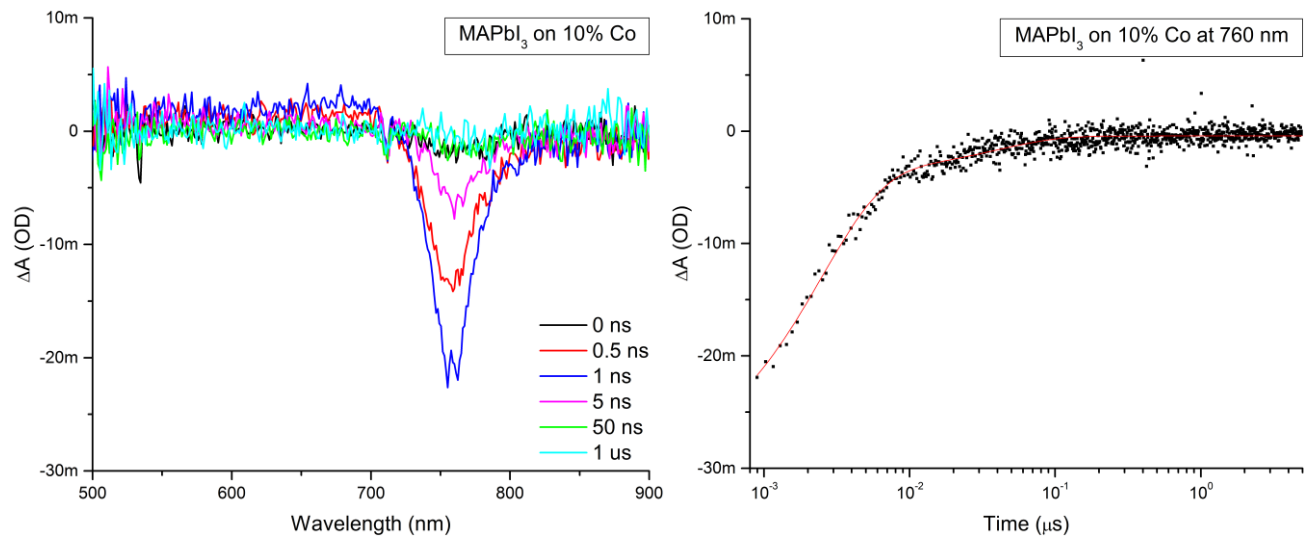 MAPbI₃ on 10% Co
10m
0
-10m
-20m
-30m
ΔA (OD)
500
600
700
800
900
Wavelength (nm)
0 ns
0.5 ns
1 ns
5 ns
50 ns
1 us
MAPbI₃ on 10% Co at 760 nm
10m
0
-10m
-20m
-30m
ΔA (OD)
10⁻³
10⁻²
10⁻¹
10⁰
Time (μs)